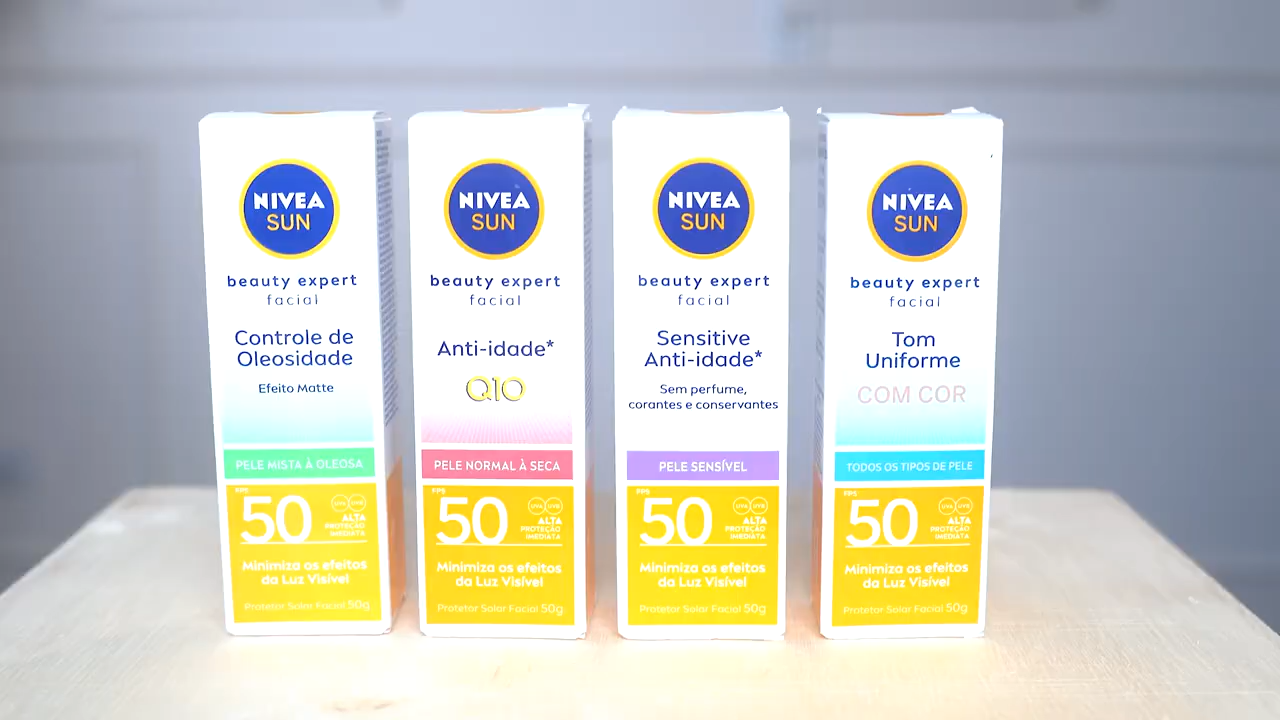 NIVEA
SUN
beauty expert
facial
Controle de
Oleosidade
Efeito Matte
PELE MISTA À OLEOSA
FPS
50
UVA UVB
ALTA
PROTEÇÃO
IMEDIATA
Minimiza os efeitos
da Luz Visível
Protetor Solar Facial 50g
NIVEA
SUN
beauty expert
facial
Anti-idade*
Q10
PELE NORMAL À SECA
FPS
50
UVA UVB
ALTA
PROTEÇÃO
IMEDIATA
Minimiza os efeitos
da Luz Visível
Protetor Solar Facial 50g
NIVEA
SUN
beauty expert
facial
Sensitive
Anti-idade*
Sem perfume,
corantes e conservantes
PELE SENSÍVEL
FPS
50
UVA UVB
ALTA
PROTEÇÃO
IMEDIATA
Minimiza os efeitos
da Luz Visível
Protetor Solar Facial 50g
NIVEA
SUN
beauty expert
facial
Tom
Uniforme
COM COR
TODOS OS TIPOS DE PELE
FPS
50
UVA UVB
ALTA
PROTEÇÃO
IMEDIATA
Minimiza os efeitos
da Luz Visível
Protetor Solar Facial 50g